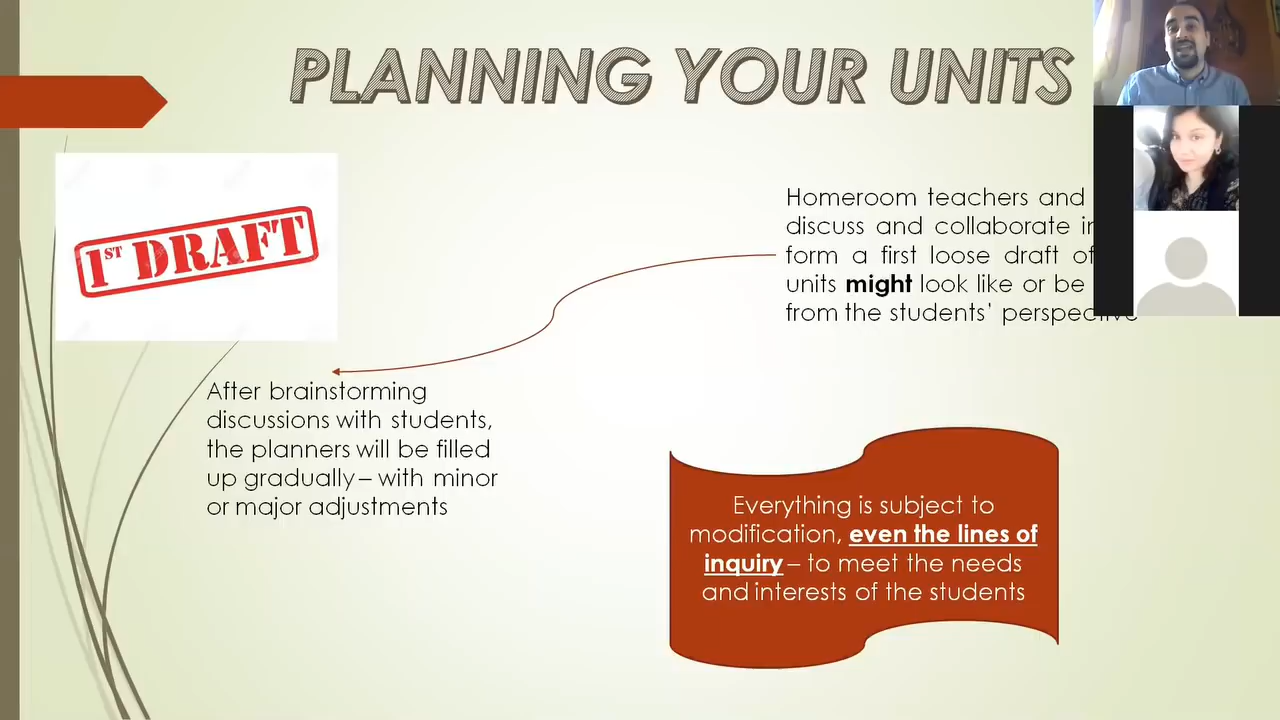 PLANNING YOUR UNITS
1ST DRAFT
Homeroom teachers and
discuss and collaborate
form a first loose draft of
units might look like or be
from the students' perspective
After brainstorming
discussions with students,
the planners will be filled
up gradually – with minor
or major adjustments
Everything is subject to
modification, even the lines of
inquiry – to meet the needs
and interests of the students